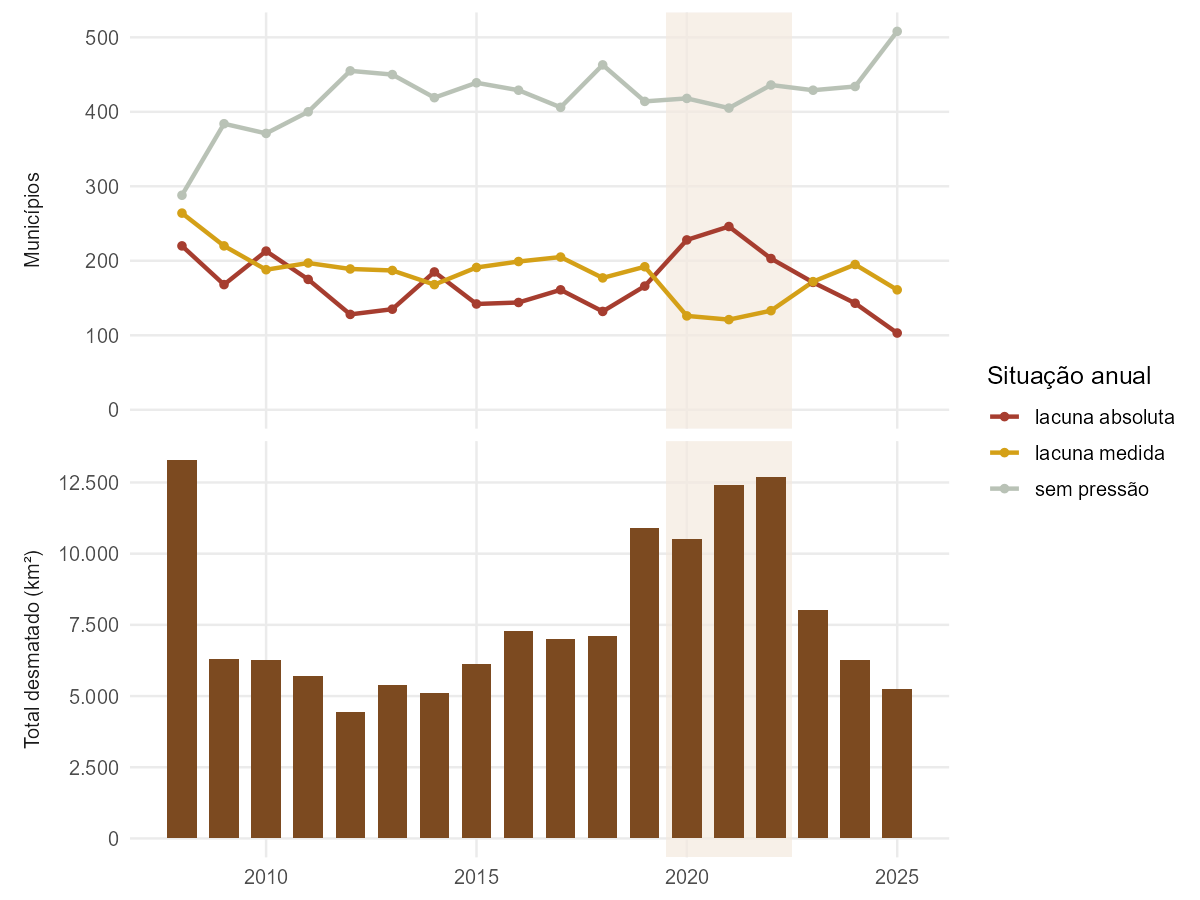 500
400
300
200
100
0
Municípios
12.500
10.000
7.500
5.000
2.500
0
Total desmatado (km²)
2010
2015
2020
2025
Situação anual
lacuna absoluta
lacuna medida
sem pressão